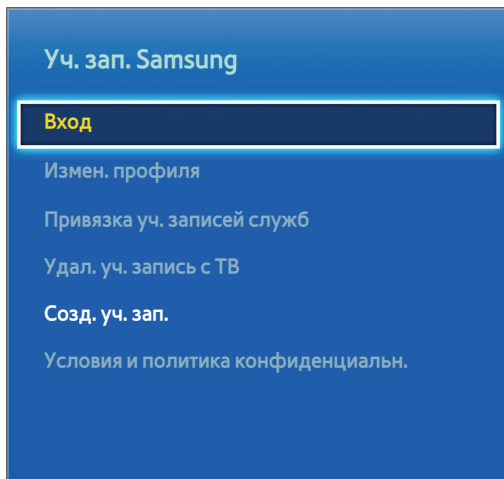 Уч. зап. Samsung
Вход
Измен. профиля
Привязка уч. записей служб
Удал. уч. запись с ТВ
Созд. уч. зап.
Условия и политика конфиденциальн.